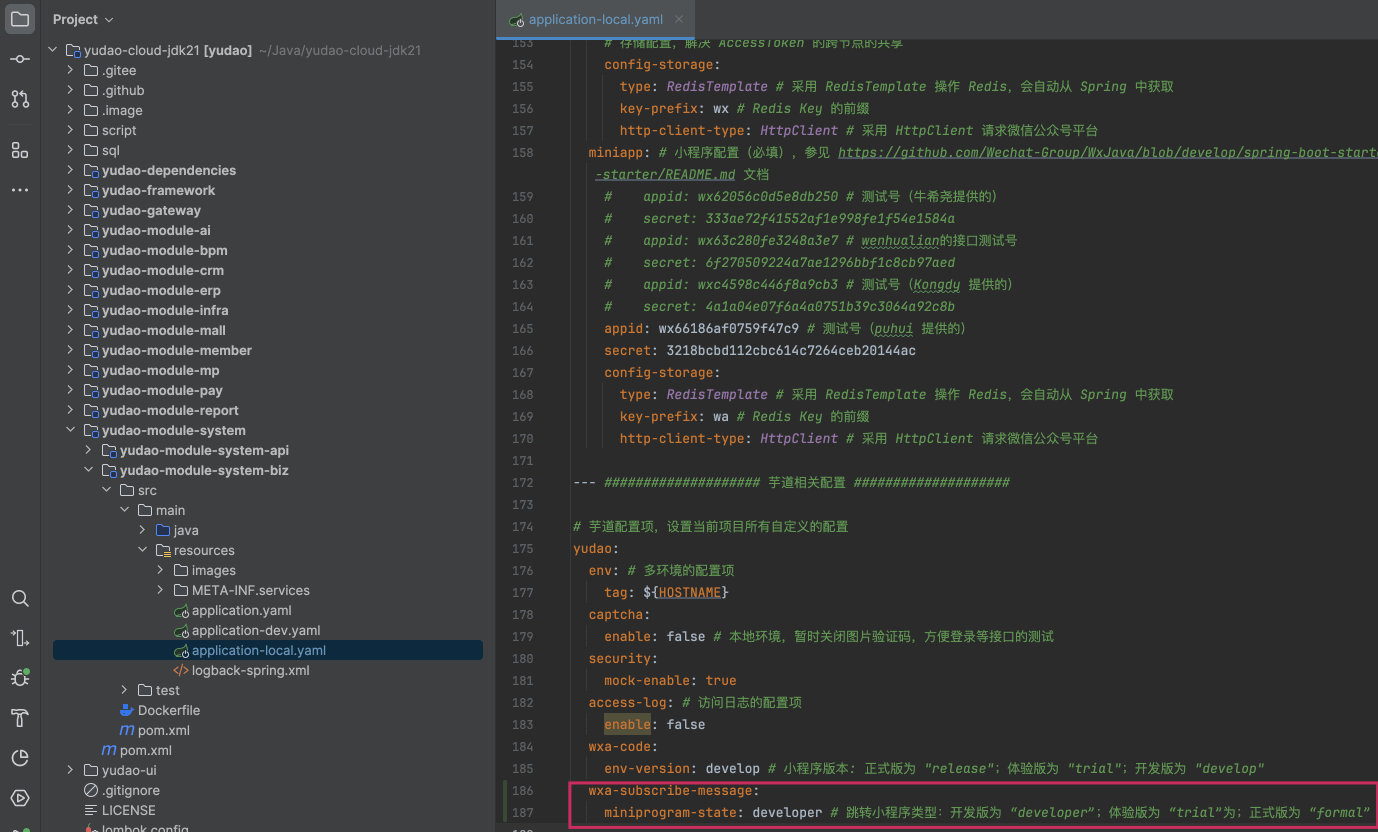 Project
application-local.yaml
yudao-cloud-jdk21 [yudao] ~/Java/yudao-cloud-jdk21
.gitee
.github
.image
script
sql
yudao-dependencies
yudao-framework
yudao-gateway
yudao-module-ai
yudao-module-bpm
yudao-module-crm
yudao-module-erp
yudao-module-infra
yudao-module-mall
yudao-module-member
yudao-module-mp
yudao-module-pay
yudao-module-report
yudao-module-system
yudao-module-system-api
yudao-module-system-biz
src
main
java
resources
images
META-INF.services
application.yaml
application-dev.yaml
application-local.yaml
logback-spring.xml
test
Dockerfile
pom.xml
pom.xml
yudao-ui
.gitignore
LICENSE
lombok.config
153 # 存储配置，解决 AccessToken 的跨节点的共享
154 config-storage:
155 type: RedisTemplate # 采用 RedisTemplate 操作 Redis，会自动从 Spring 中获取
156 key-prefix: wx # Redis Key 的前缀
157 http-client-type: HttpClient # 采用 HttpClient 请求微信公众号平台
158 miniapp: # 小程序配置（必填），参见 https://github.com/Wechat-Group/WxJava/blob/develop/spring-boot-start
-starter/README.md 文档
159 # appid: wx62056c0d5e8db250 # 测试号（牛希尧提供的）
160 # secret: 333ae72f41552af1e998fe1f54e1584a
161 # appid: wx63c280fe3248a3e7 # wenhualian的接口测试号
162 # secret: 6f270509224a7ae1296bbf1c8cb97aed
163 # appid: wxc4598c446f8a9cb3 # 测试号（Kongdy 提供的）
164 # secret: 4a1a04e07f6a4a0751b39c3064a92c8b
165 appid: wx66186af0759f47c9 # 测试号（puhui 提供的）
166 secret: 3218bcbd112cbc614c7264ceb20144ac
167 config-storage:
168 type: RedisTemplate # 采用 RedisTemplate 操作 Redis，会自动从 Spring 中获取
169 key-prefix: wa # Redis Key 的前缀
170 http-client-type: HttpClient # 采用 HttpClient 请求微信公众号平台
171
172 --- #################### 芋道相关配置 ####################
173
174 # 芋道配置项，设置当前项目所有自定义的配置
175 yudao:
176 env: # 多环境的配置项
177 tag: ${HOSTNAME}
178 captcha:
179 enable: false # 本地环境，暂时关闭图片验证码，方便登录等接口的测试
180 security:
181 mock-enable: true
182 access-log: # 访问日志的配置项
183 enable: false
184 wxa-code:
185 env-version: develop # 小程序版本: 正式版为 "release"；体验版为 "trial"；开发版为 "develop"
186 wxa-subscribe-message:
187 miniprogram-state: developer # 跳转小程序类型：开发版为 “developer”；体验版为 “trial”为；正式版为 “formal”